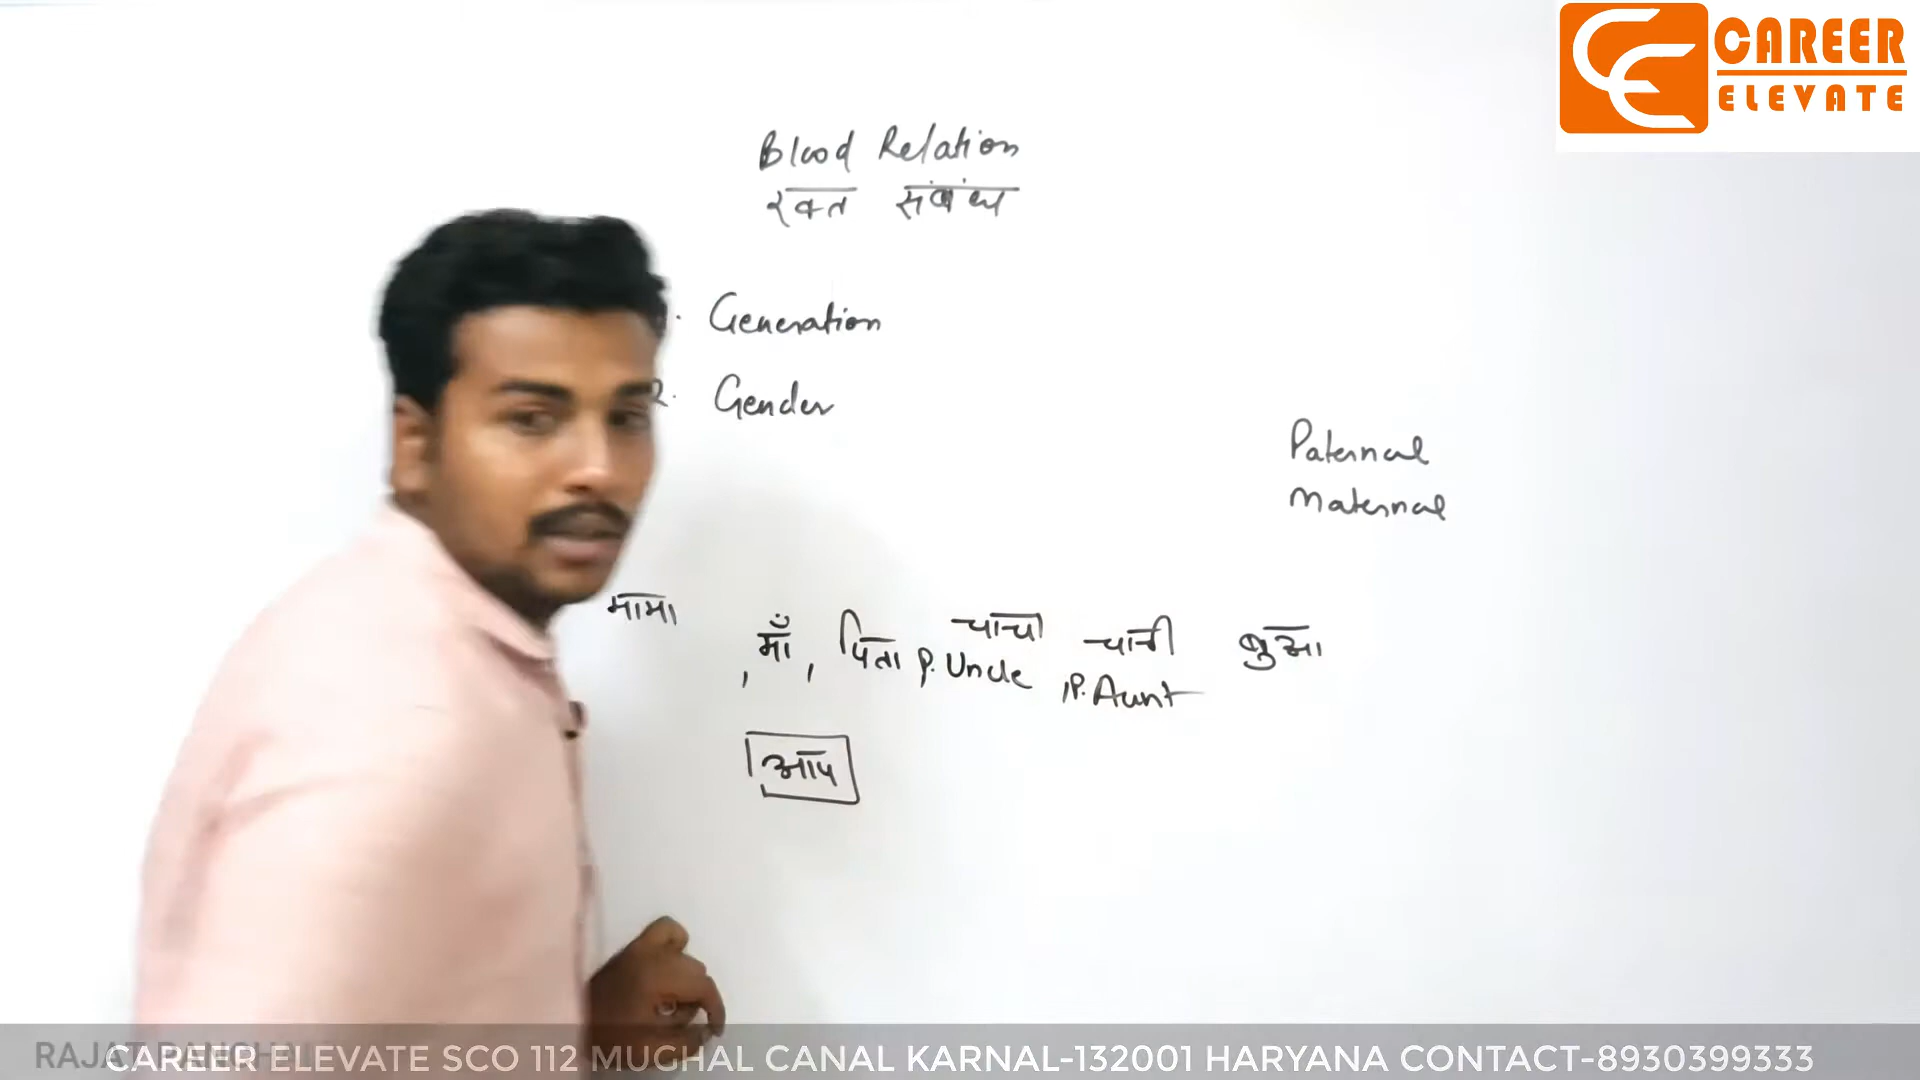 CAREER
ELEVATE
Blood Relation
रक्त संबंध
Generation
2. Gender
Paternal
Maternal
मामा
, माँ , पिता चाचा चाची बुआ
P. Uncle P. Aunt
आप
CAREER ELEVATE SCO 112 MUGHAL CANAL KARNAL-132001 HARYANA CONTACT-8930399333
RAJAT